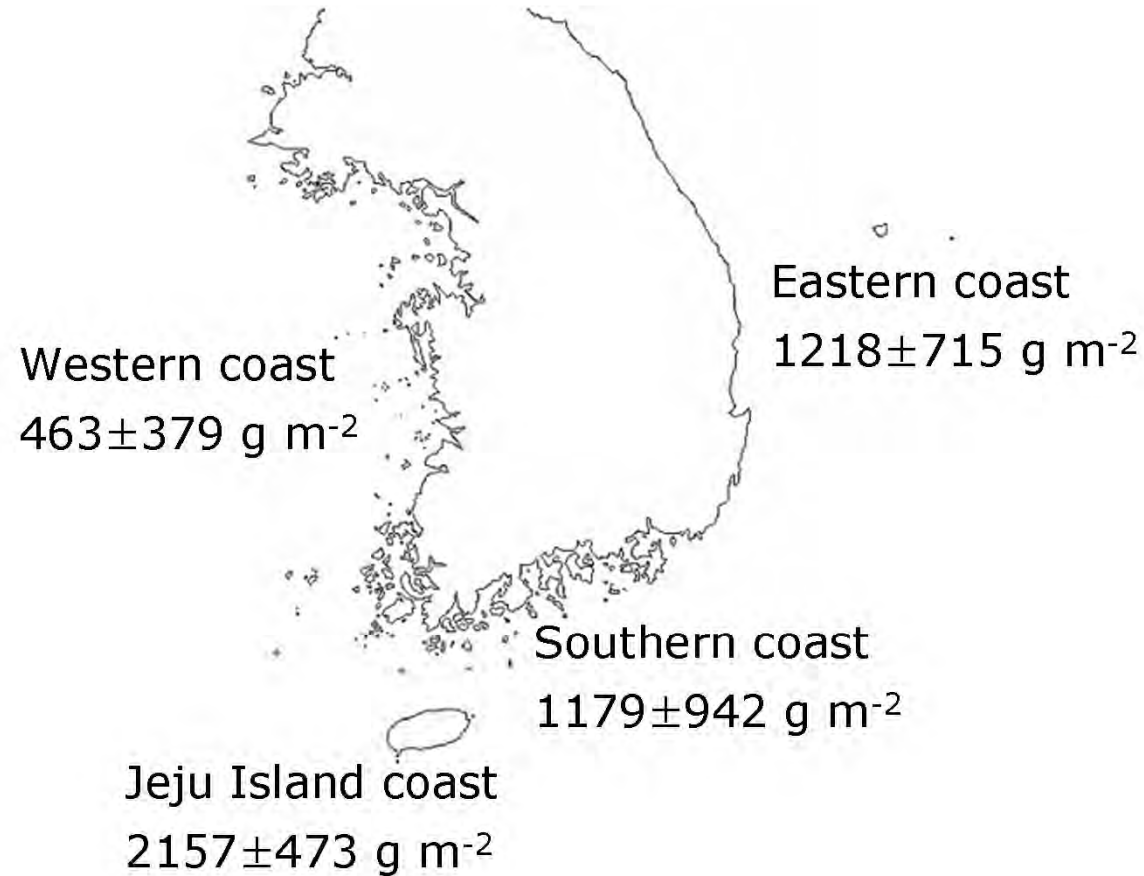 Eastern coast
1218±715 g m-2
Western coast
463±379 g m-2
Southern coast
1179±942 g m-2
Jeju Island coast
2157±473 g m-2